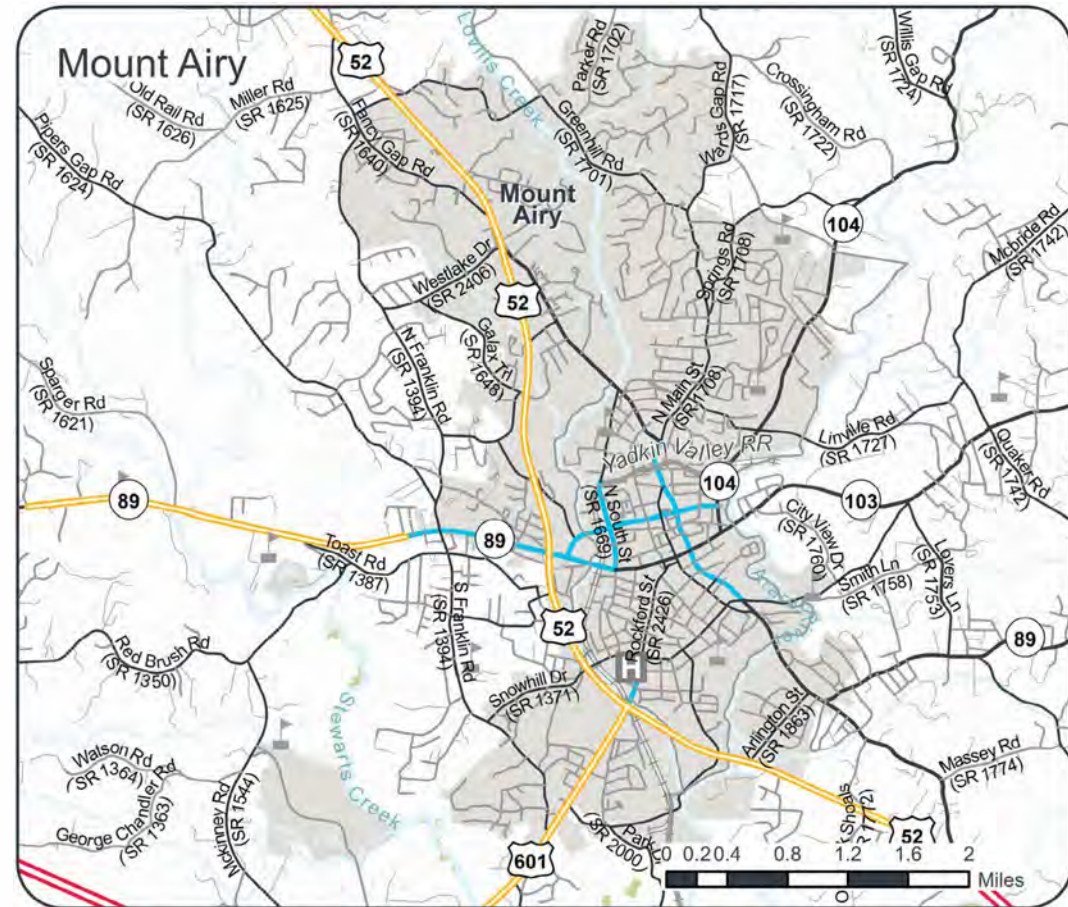 Mount Airy
52
Lovills Creek
Parker Rd
(SR 1702)
Willis Gap Rd
(SR 1724)
Old Rail Rd
(SR 1626)
Miller Rd
(SR 1625)
Fancy Gap Rd
(SR 1640)
Greenhill Rd
(SR 1701)
Wards Gap Rd
(SR 1717)
Crossingham Rd
(SR 1722)
Pipers Gap Rd
(SR 1624)
Mount
Airy
104
Mcbride Rd
(SR 1742)
Westlake Dr
(SR 2406)
Springs Rd
(SR 1708)
52
Galax Trl
(SR 1648)
N Franklin Rd
(SR 1394)
N Main St
(SR 1708)
Sparger Rd
(SR 1621)
Linville Rd
(SR 1727)
Yadkin Valley RR
Quaker Rd
(SR 1742)
104
103
89
N South St
(SR 1669)
City View Dr
(SR 1760)
89
Toast Rd
(SR 1387)
Smith Ln
(SR 1758)
Lovers Ln
(SR 1753)
S Franklin Rd
(SR 1394)
52
Rockford St
(SR 2426)
89
Red Brush Rd
(SR 1350)
H
Snowhill Dr
(SR 1371)
Stewarts Creek
Arlington St
(SR 1863)
Watson Rd
(SR 1364)
Massey Rd
(SR 1774)
George Chandler Rd
(SR 1363)
Mckinney Rd
(SR 1544)
Park
(SR 2000)
Shoals
1772)
52
601
0 0.2 0.4 0.8 1.2 1.6 2
Miles